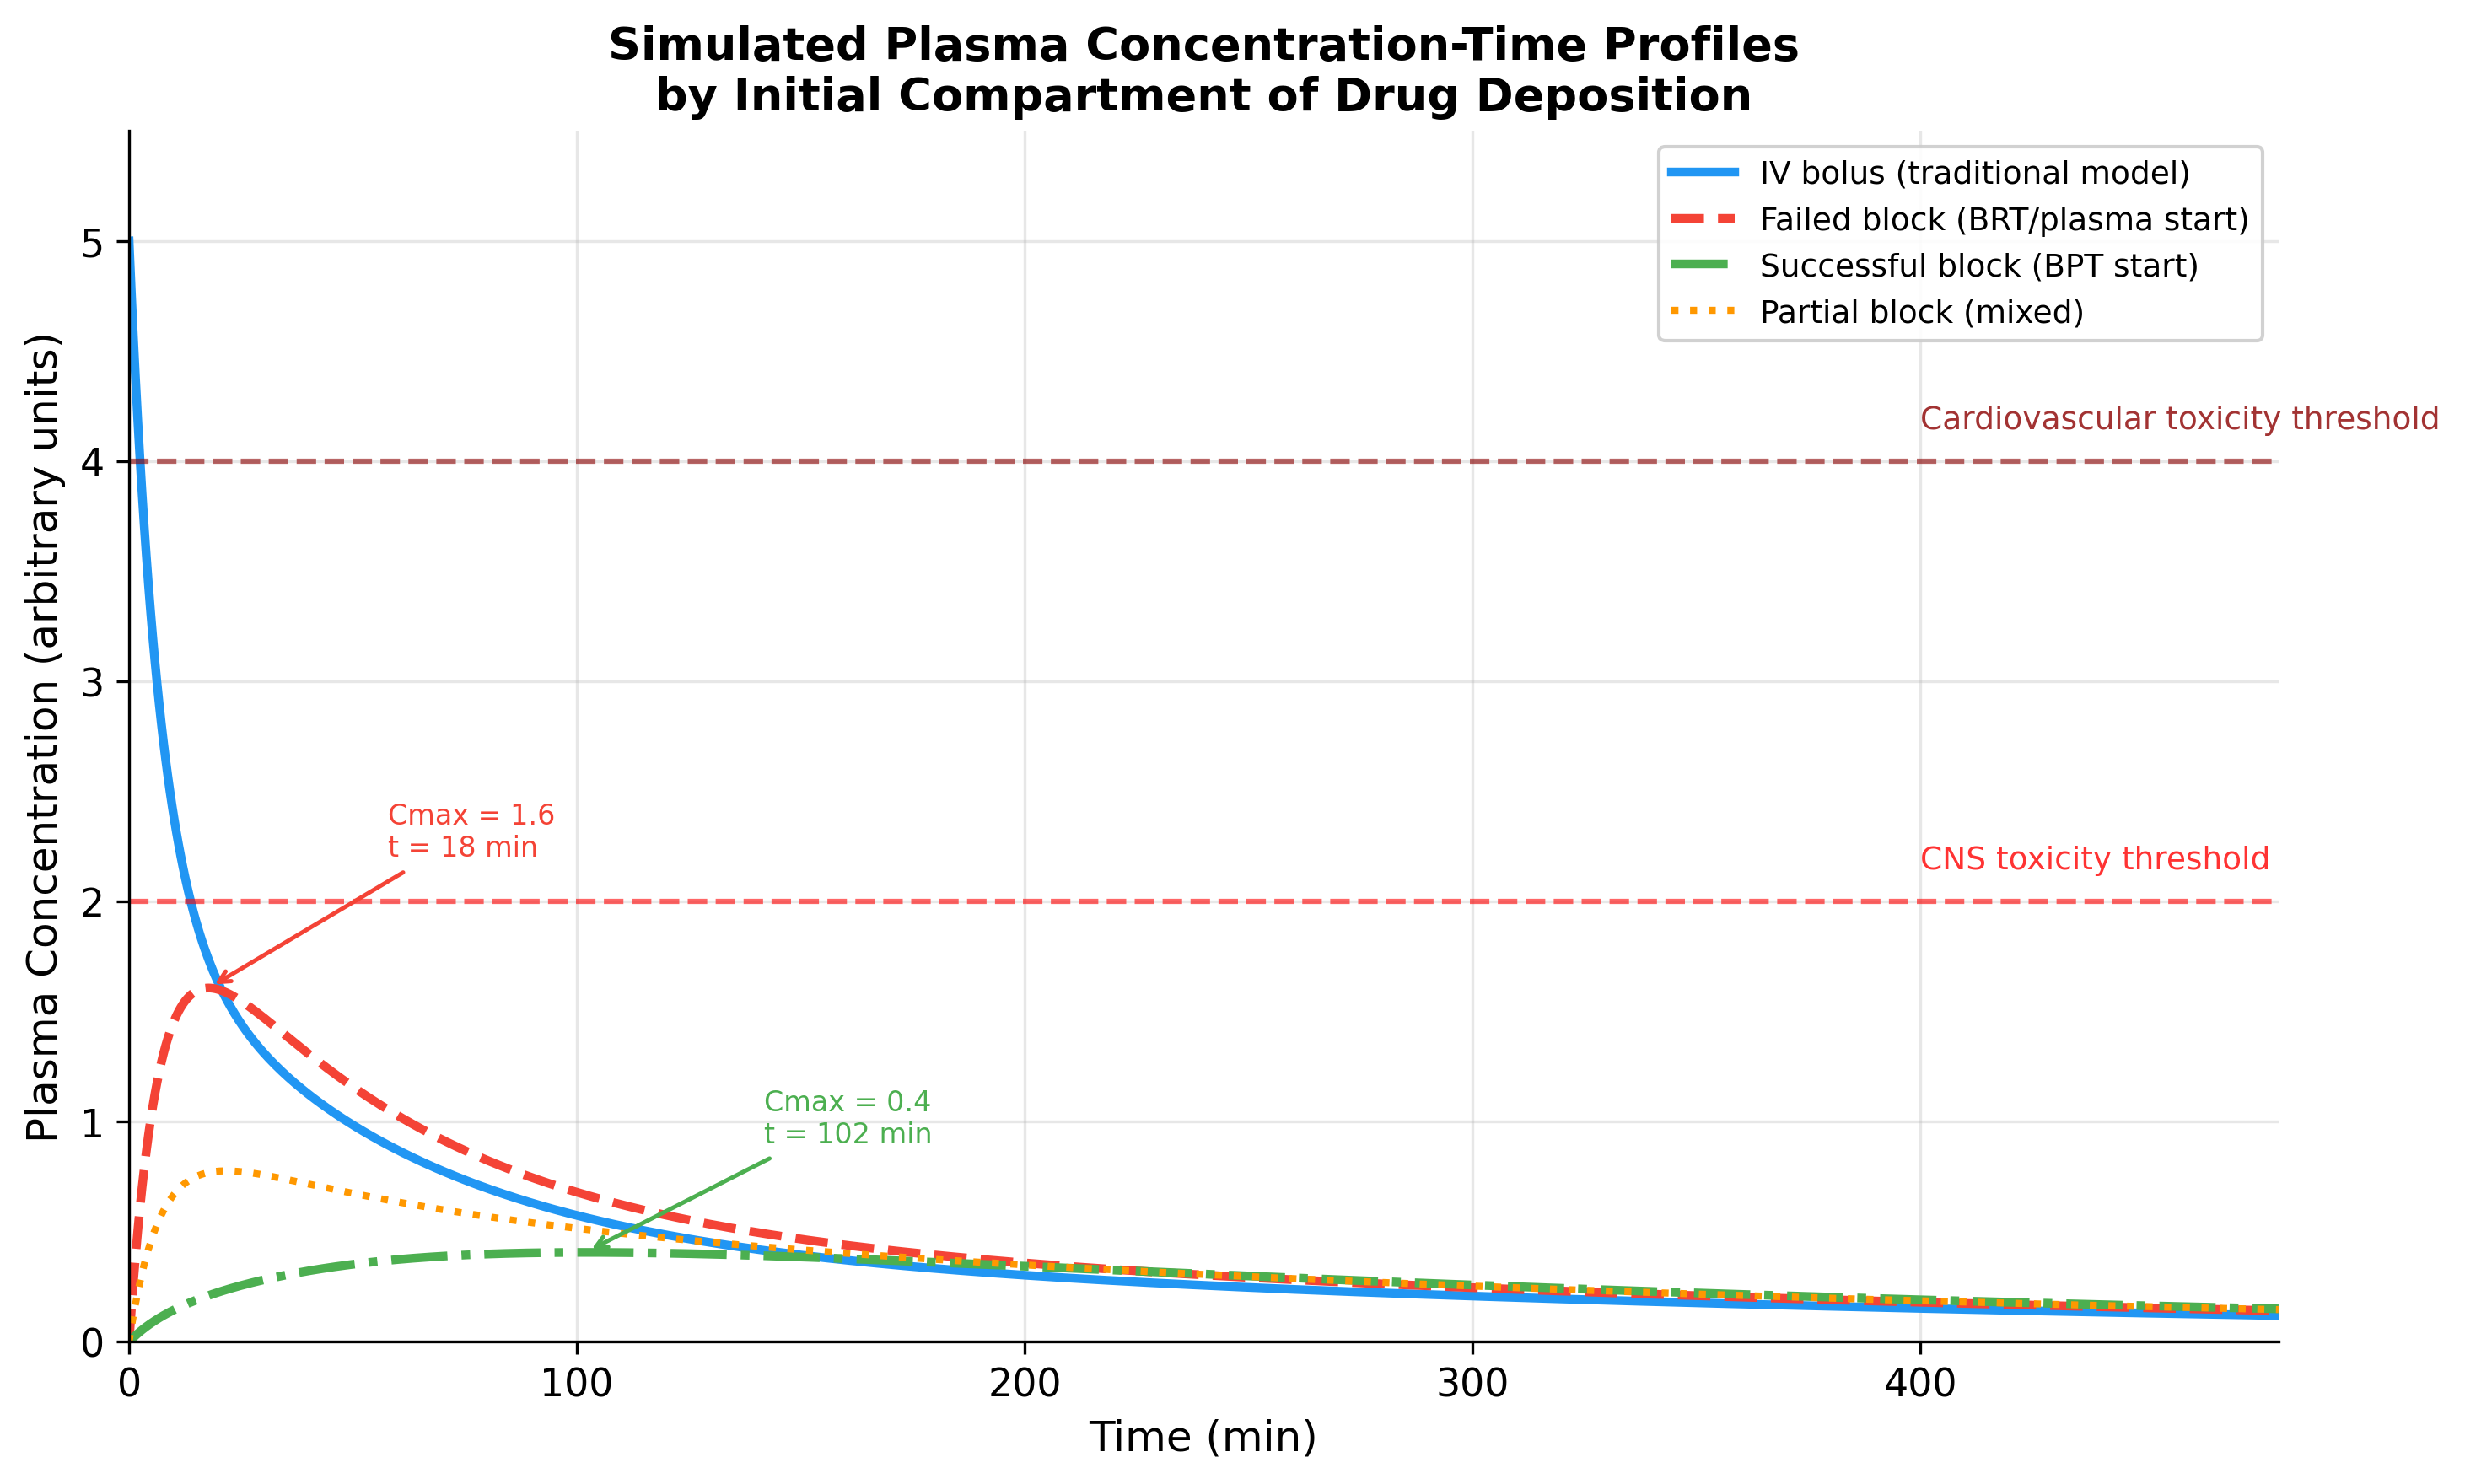 Simulated Plasma Concentration-Time Profiles
by Initial Compartment of Drug Deposition
Plasma Concentration (arbitrary units)
5
4
3
2
1
0
IV bolus (traditional model)
Failed block (BRT/plasma start)
Successful block (BPT start)
Partial block (mixed)
Cardiovascular toxicity threshold
Cmax = 1.6
t = 18 min
CNS toxicity threshold
Cmax = 0.4
t = 102 min
0 100 200 300 400
Time (min)